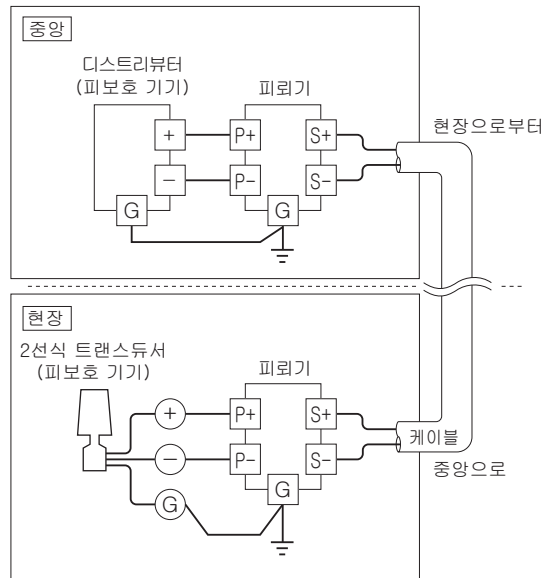 중앙
디스트리뷰터
(피보호 기기)
피뢰기
현장으로부터
+ P+ S+
− P− S−
G G
현장
2선식 트랜스듀서
(피보호 기기)
피뢰기
+ P+ S+
케이블
− P− S−
중앙으로
G
G